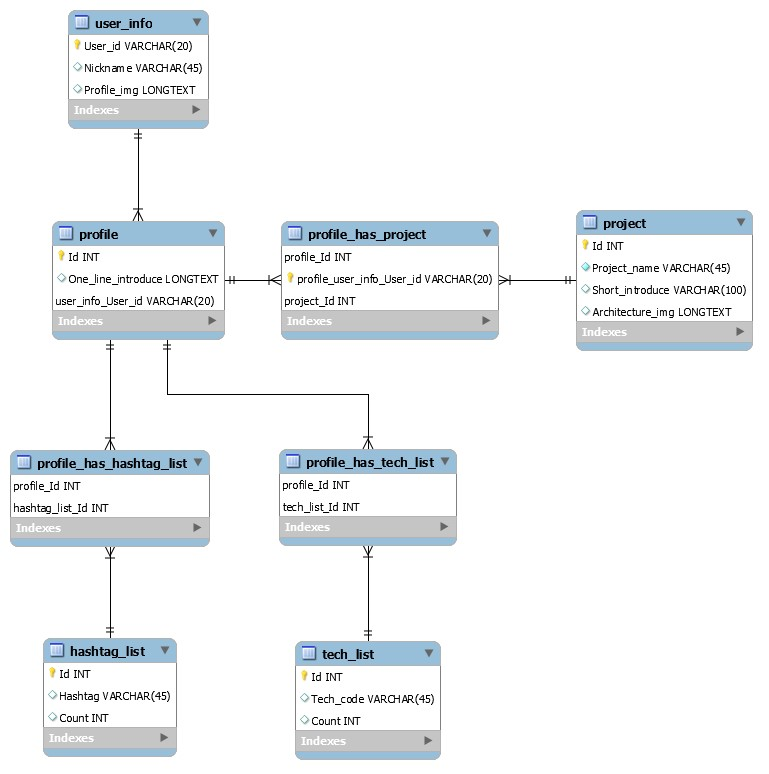 user_info
User_id VARCHAR(20)
Nickname VARCHAR(45)
Profile_img LONGTEXT
Indexes
profile
Id INT
One_line_introduce LONGTEXT
user_info_User_id VARCHAR(20)
Indexes
profile_has_project
profile_Id INT
profile_user_info_User_id VARCHAR(20)
project_Id INT
Indexes
project
Id INT
Project_name VARCHAR(45)
Short_introduce VARCHAR(100)
Architecture_img LONGTEXT
Indexes
profile_has_hashtag_list
profile_Id INT
hashtag_list_Id INT
Indexes
profile_has_tech_list
profile_Id INT
tech_list_Id INT
Indexes
hashtag_list
Id INT
Hashtag VARCHAR(45)
Count INT
Indexes
tech_list
Id INT
Tech_code VARCHAR(45)
Count INT
Indexes